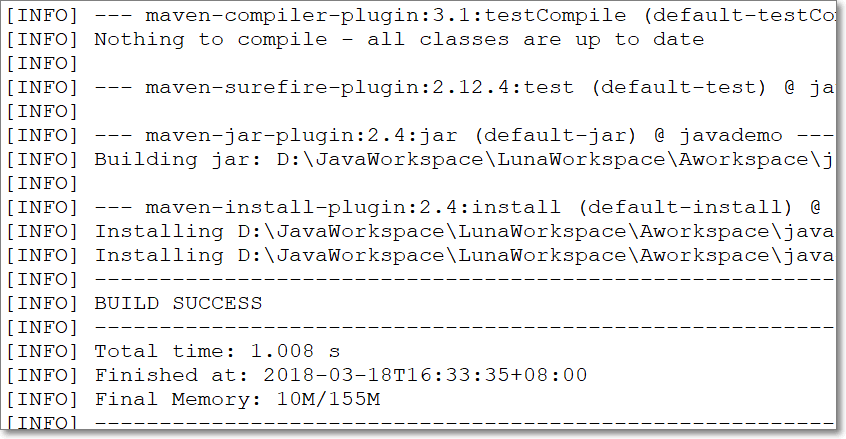 [INFO] --- maven-compiler-plugin:3.1:testCompile (default-testCo
[INFO] Nothing to compile - all classes are up to date
[INFO]
[INFO] --- maven-surefire-plugin:2.12.4:test (default-test) @ ja
[INFO]
[INFO] --- maven-jar-plugin:2.4:jar (default-jar) @ javademo ---
[INFO] Building jar: D:\JavaWorkspace\LunaWorkspace\Aworkspace\j
[INFO]
[INFO] --- maven-install-plugin:2.4:install (default-install) @
[INFO] Installing D:\JavaWorkspace\LunaWorkspace\Aworkspace\java
[INFO] Installing D:\JavaWorkspace\LunaWorkspace\Aworkspace\java
[INFO] ---------------------------------------------------------------
[INFO] BUILD SUCCESS
[INFO] ---------------------------------------------------------------
[INFO] Total time: 1.008 s
[INFO] Finished at: 2018-03-18T16:33:35+08:00
[INFO] Final Memory: 10M/155M
[INFO] ---------------------------------------------------------------